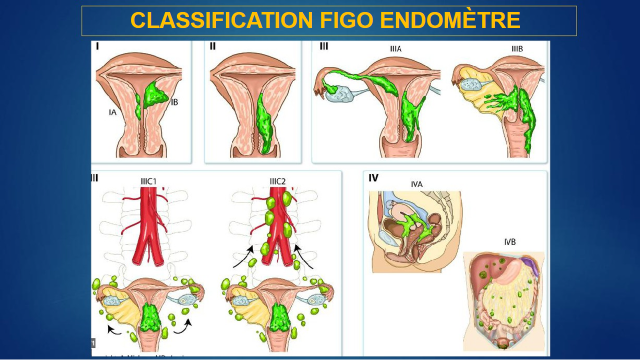 CLASSIFICATION FIGO ENDOMÈTRE
I
IA
IB
II
III
IIIA
IIIB
III
IIIC1
IIIC2
IV
IVA
IVB